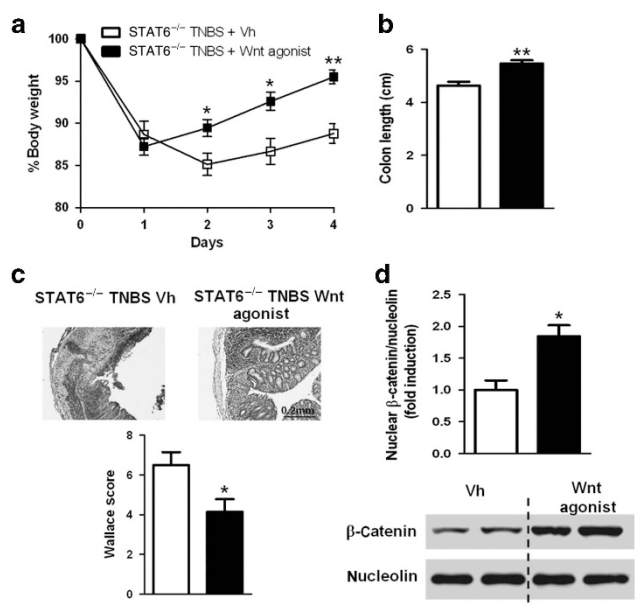 a
STAT6−/− TNBS + Vh
STAT6−/− TNBS + Wnt agonist
% Body weight
100
95
90
85
80
*
*
**
0
1
2
3
4
Days
b
Colon length (cm)
6
4
2
0
**
c
STAT6−/− TNBS Vh
STAT6−/− TNBS Wnt
agonist
0.2mm
Wallace score
8
6
4
2
0
*
d
Nuclear β-catenin/nucleolin
(fold induction)
2.5
2.0
1.5
1.0
0.5
0.0
*
Vh
Wnt
agonist
β-Catenin
Nucleolin